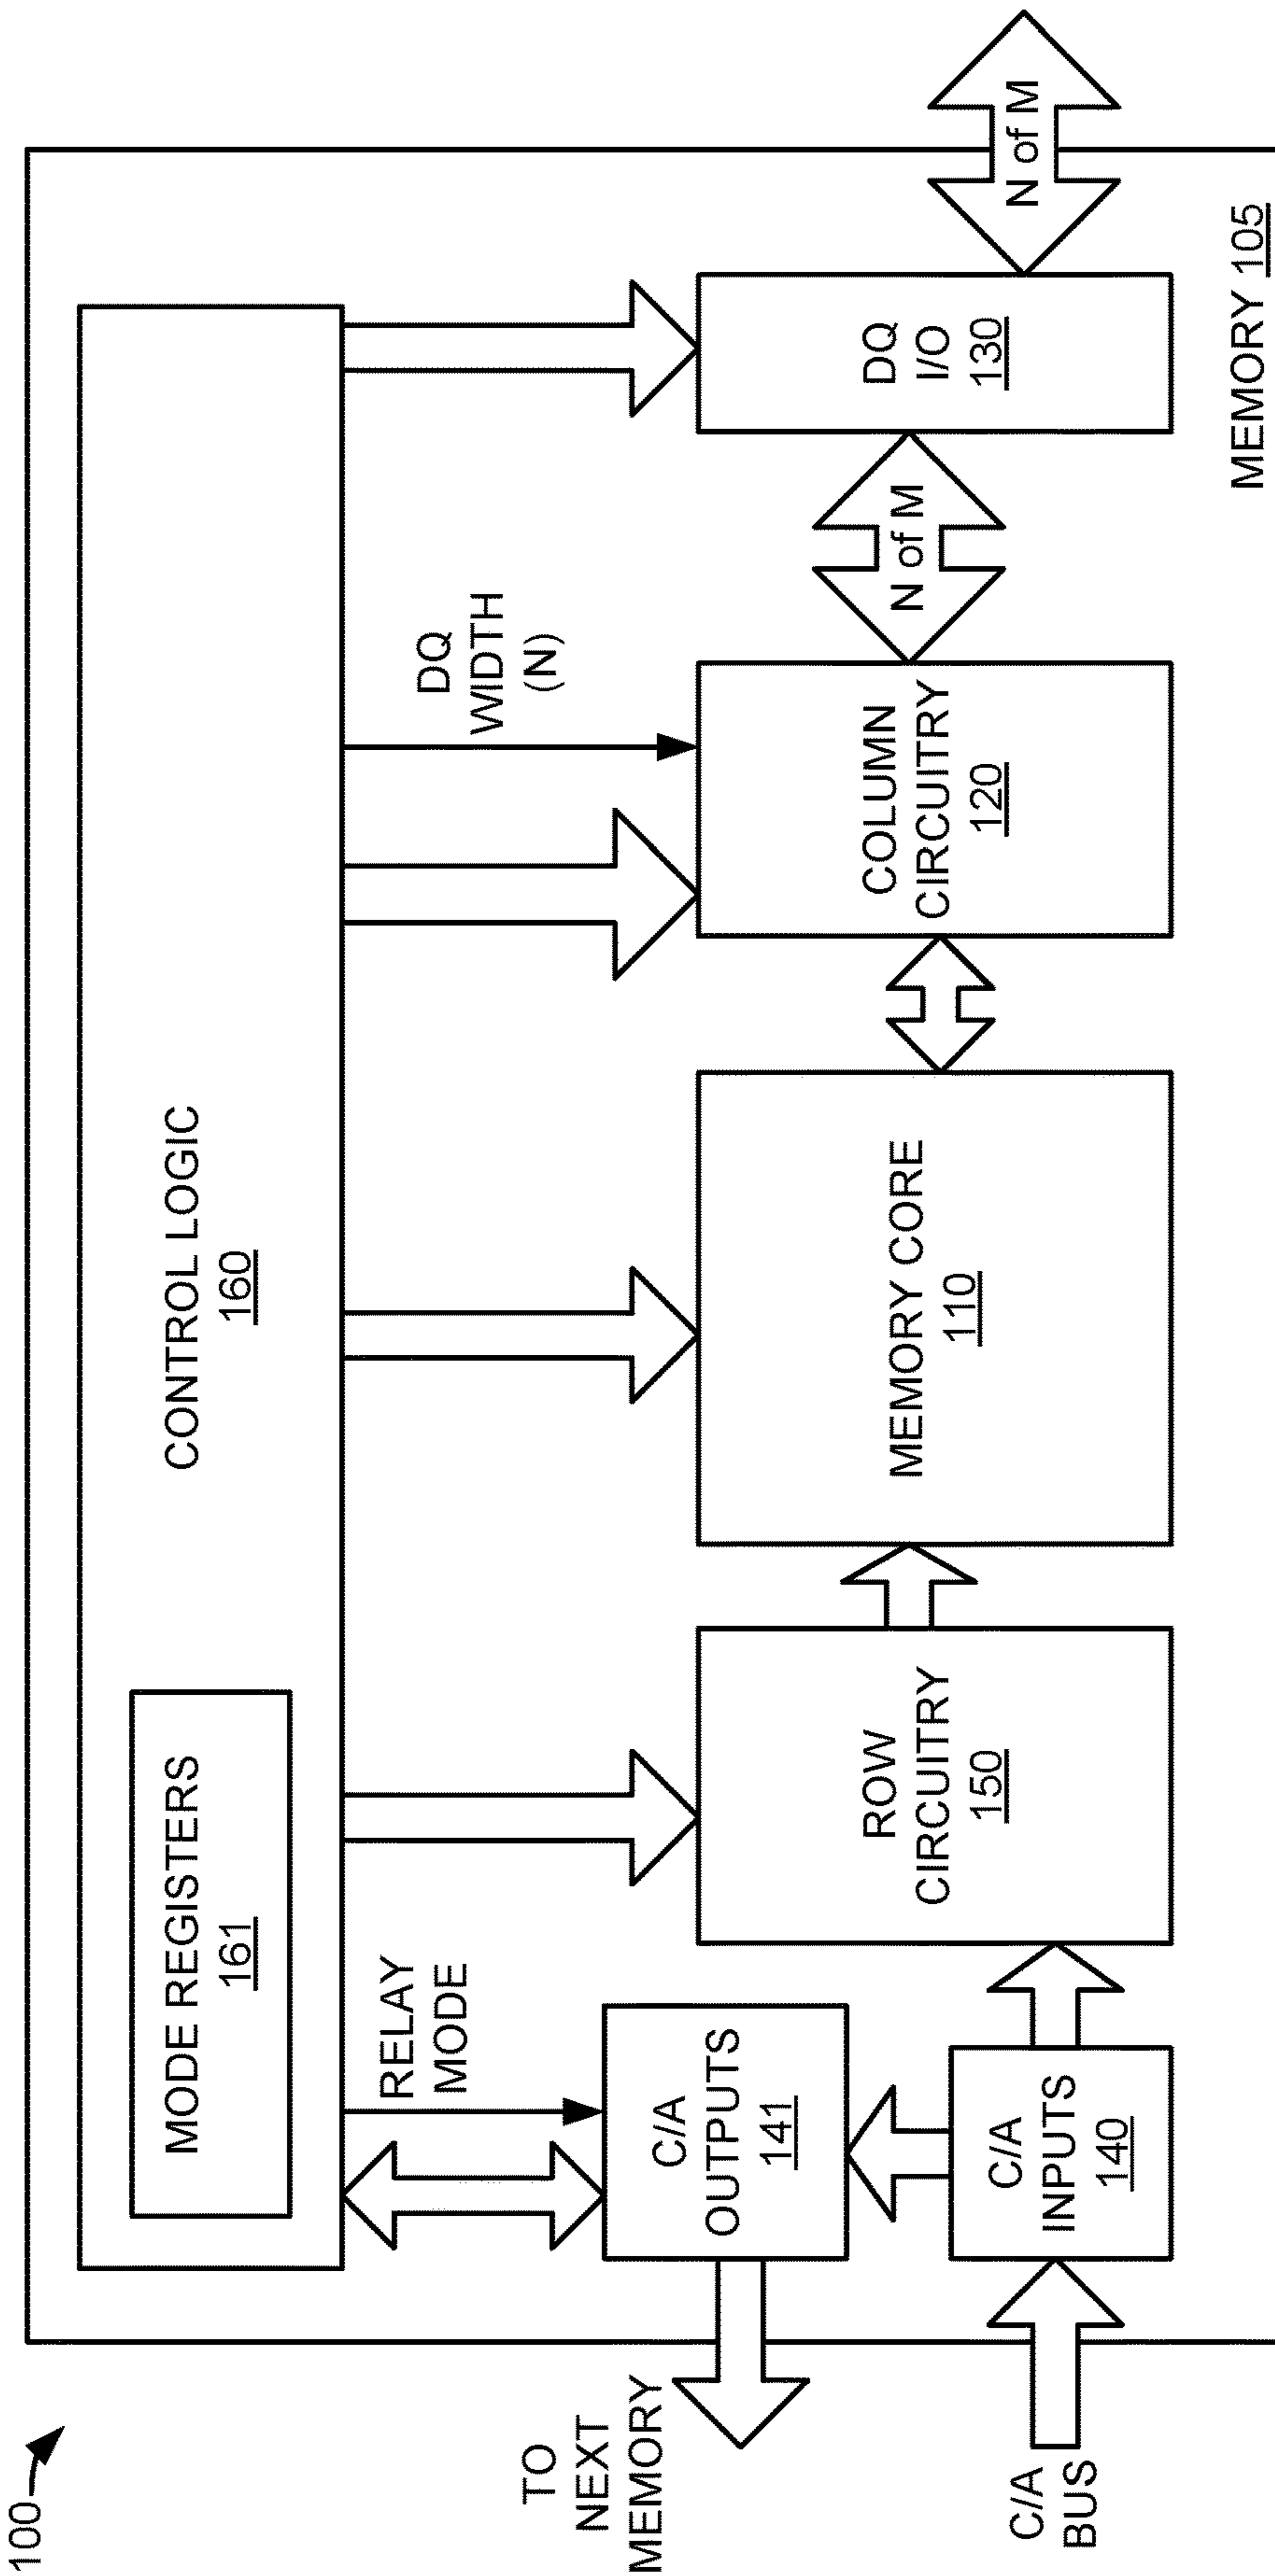 100
CONTROL LOGIC
160
MODE REGISTERS
161
RELAY
MODE
DQ
WIDTH
(N)
TO
NEXT
MEMORY
C/A
OUTPUTS
141
C/A
BUS
C/A
INPUTS
140
ROW
CIRCUITRY
150
MEMORY CORE
110
COLUMN
CIRCUITRY
120
N of M
DQ
I/O
130
N of M
MEMORY 105